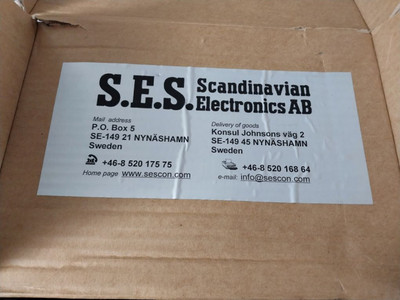 S.E.S. Scandinavian
Electronics AB
Mail address
P.O. Box 5
SE-149 21 NYNÄSHAMN
Sweden
+46-8 520 175 75
Home page www.sescon.com
Delivery of goods
Konsul Johnsons väg 2
SE-149 45 NYNÄSHAMN
Sweden
+46-8 520 168 64
e-mail: info@sescon.com